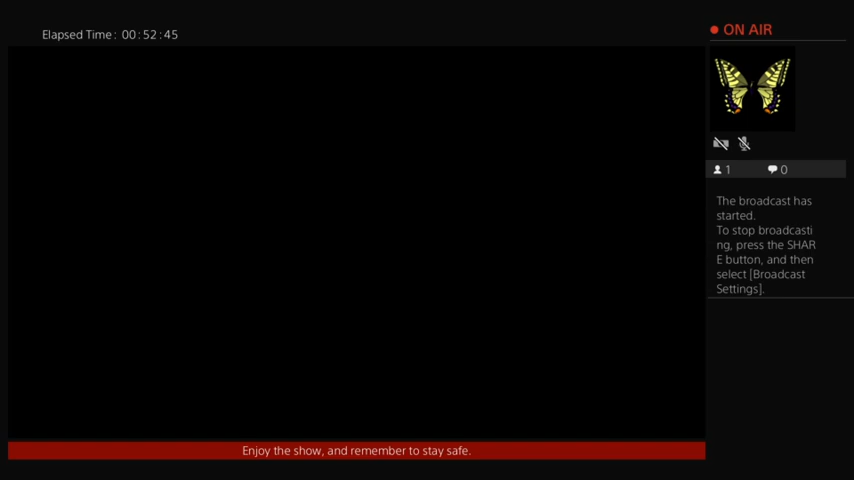 Elapsed Time: 00:52:45
ON AIR
1 0
The broadcast has
started.
To stop broadcasti
ng, press the SHAR
E button, and then
select [Broadcast
Settings].
Enjoy the show, and remember to stay safe.